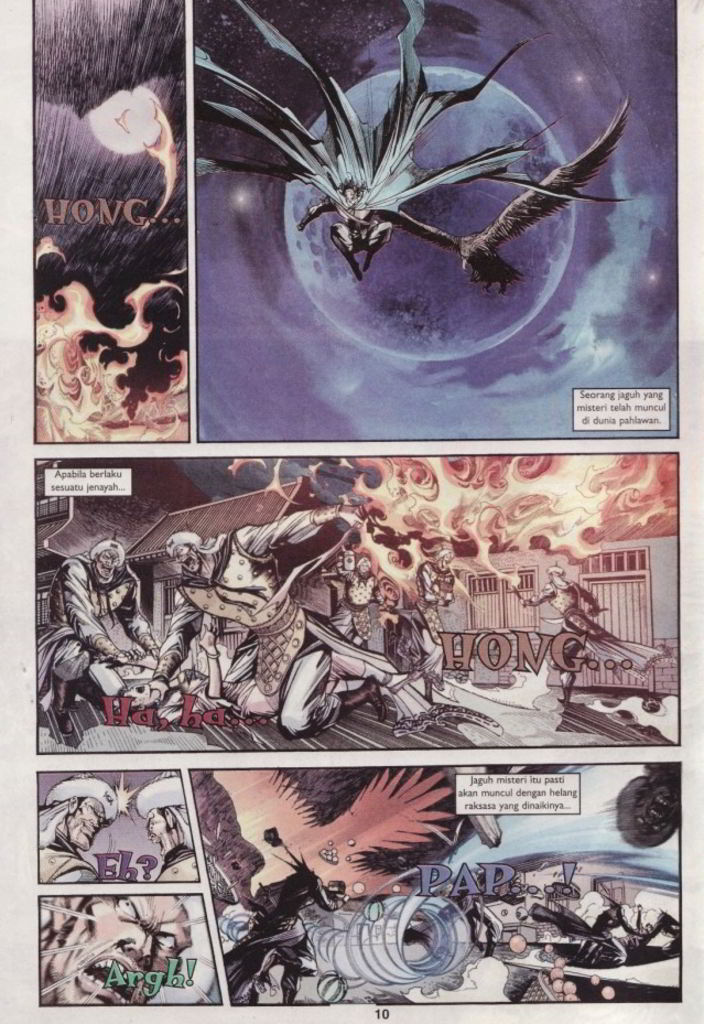 HONG...
Seorang jaguh yang
misteri telah muncul
di dunia pahlawan.
Apabila berlaku
sesuatu jenayah...
HONG...
Ha, ha...
Eh?
Argh!
Jaguh misteri itu pasti
akan muncul dengan helang
raksasa yang dinaikinya...
PAP...!
10